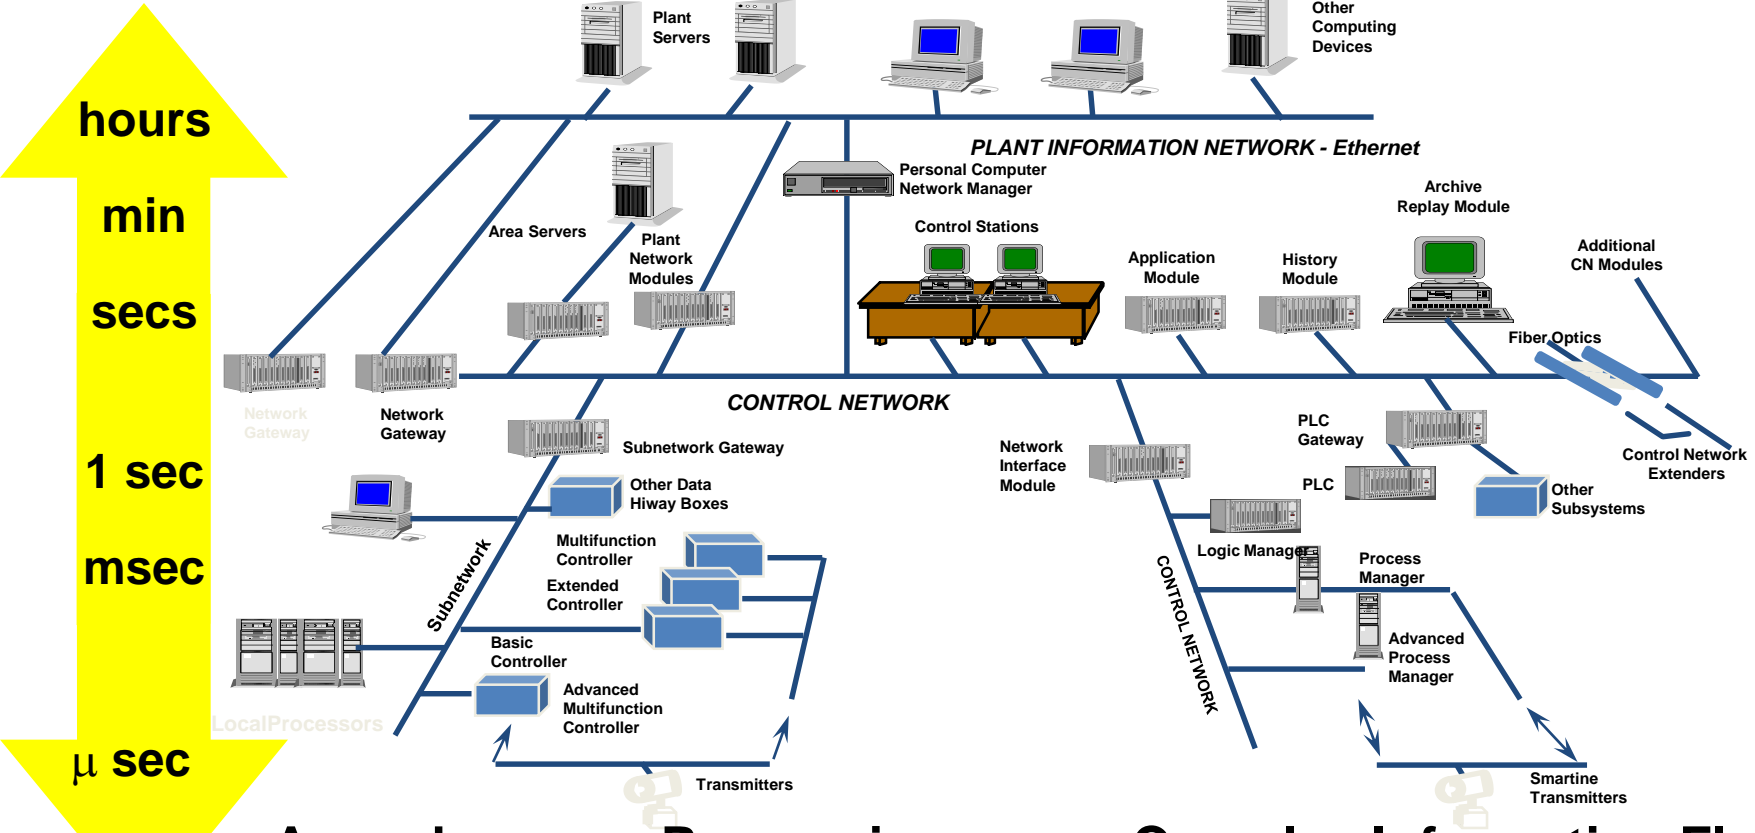 Plant
Servers
Other
Computing
Devices
hours
PLANT INFORMATION NETWORK - Ethernet
Personal Computer
Network Manager
Archive
Replay Module
min
Area Servers
Plant
Network
Modules
Control Stations
Application
Module
History
Module
Additional
CN Modules
secs
Fiber Optics
Network
Gateway
Network
Gateway
CONTROL NETWORK
Subnetwork Gateway
Network
Interface
Module
PLC
Gateway
Control Network
Extenders
1 sec
Other Data
Hiway Boxes
PLC
Other
Subsystems
Multifunction
Controller
Logic Manager
Process
Manager
msec
Subnetwork
Extended
Controller
CONTROL NETWORK
Basic
Controller
Advanced
Process
Manager
Advanced
Multifunction
Controller
LocalProcessors
μ sec
Transmitters
Smartine
Transmitters